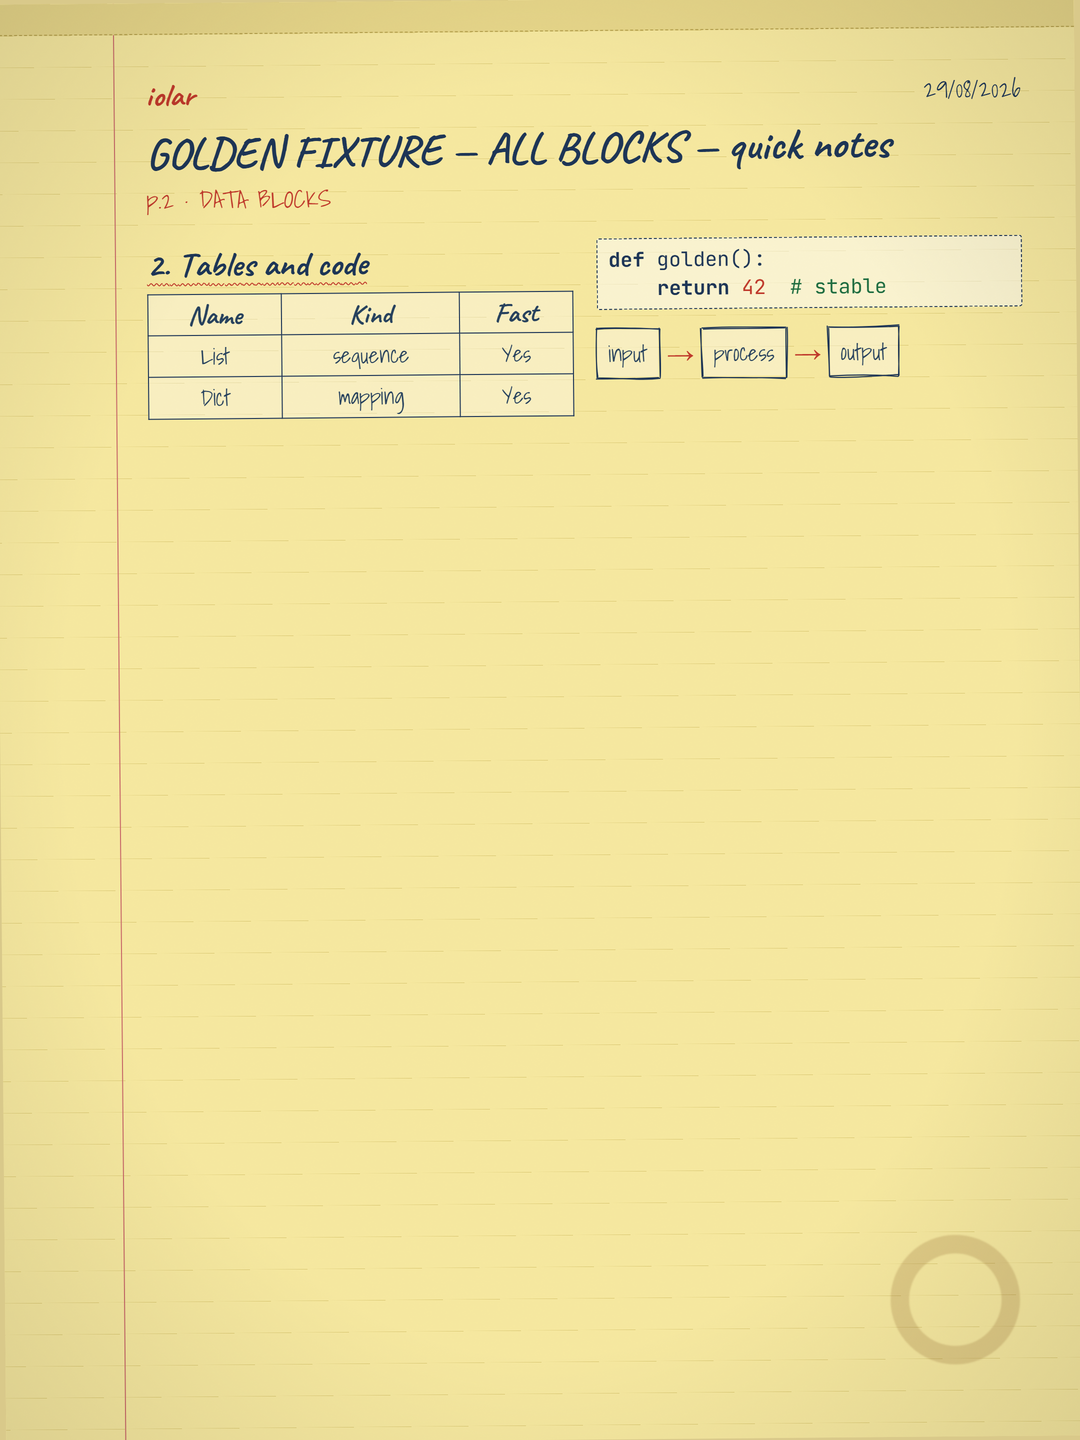 iolar
29/08/2026
GOLDEN FIXTURE – ALL BLOCKS – quick notes
P.2 · DATA BLOCKS
2. Tables and code
Name Kind Fast
List sequence Yes
Dict mapping Yes
def golden():
    return 42  # stable
input → process → output